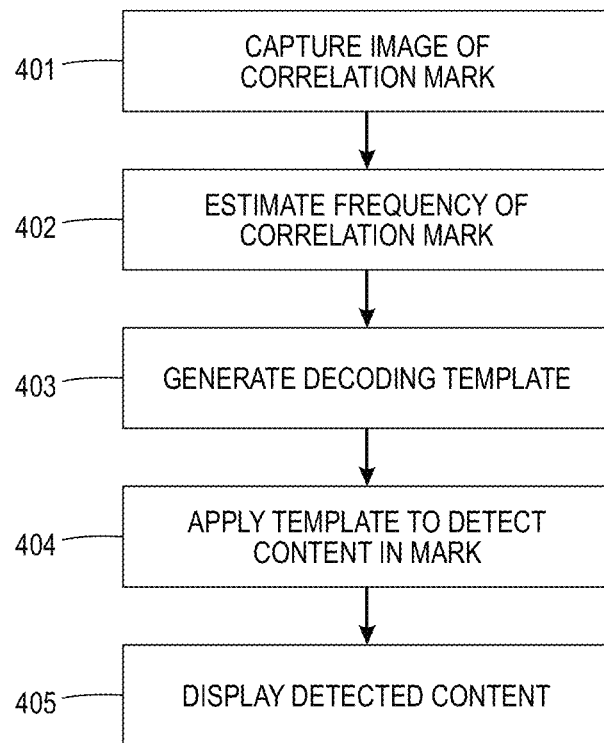 401
CAPTURE IMAGE OF
CORRELATION MARK
402
ESTIMATE FREQUENCY OF
CORRELATION MARK
403
GENERATE DECODING TEMPLATE
404
APPLY TEMPLATE TO DETECT
CONTENT IN MARK
405
DISPLAY DETECTED CONTENT